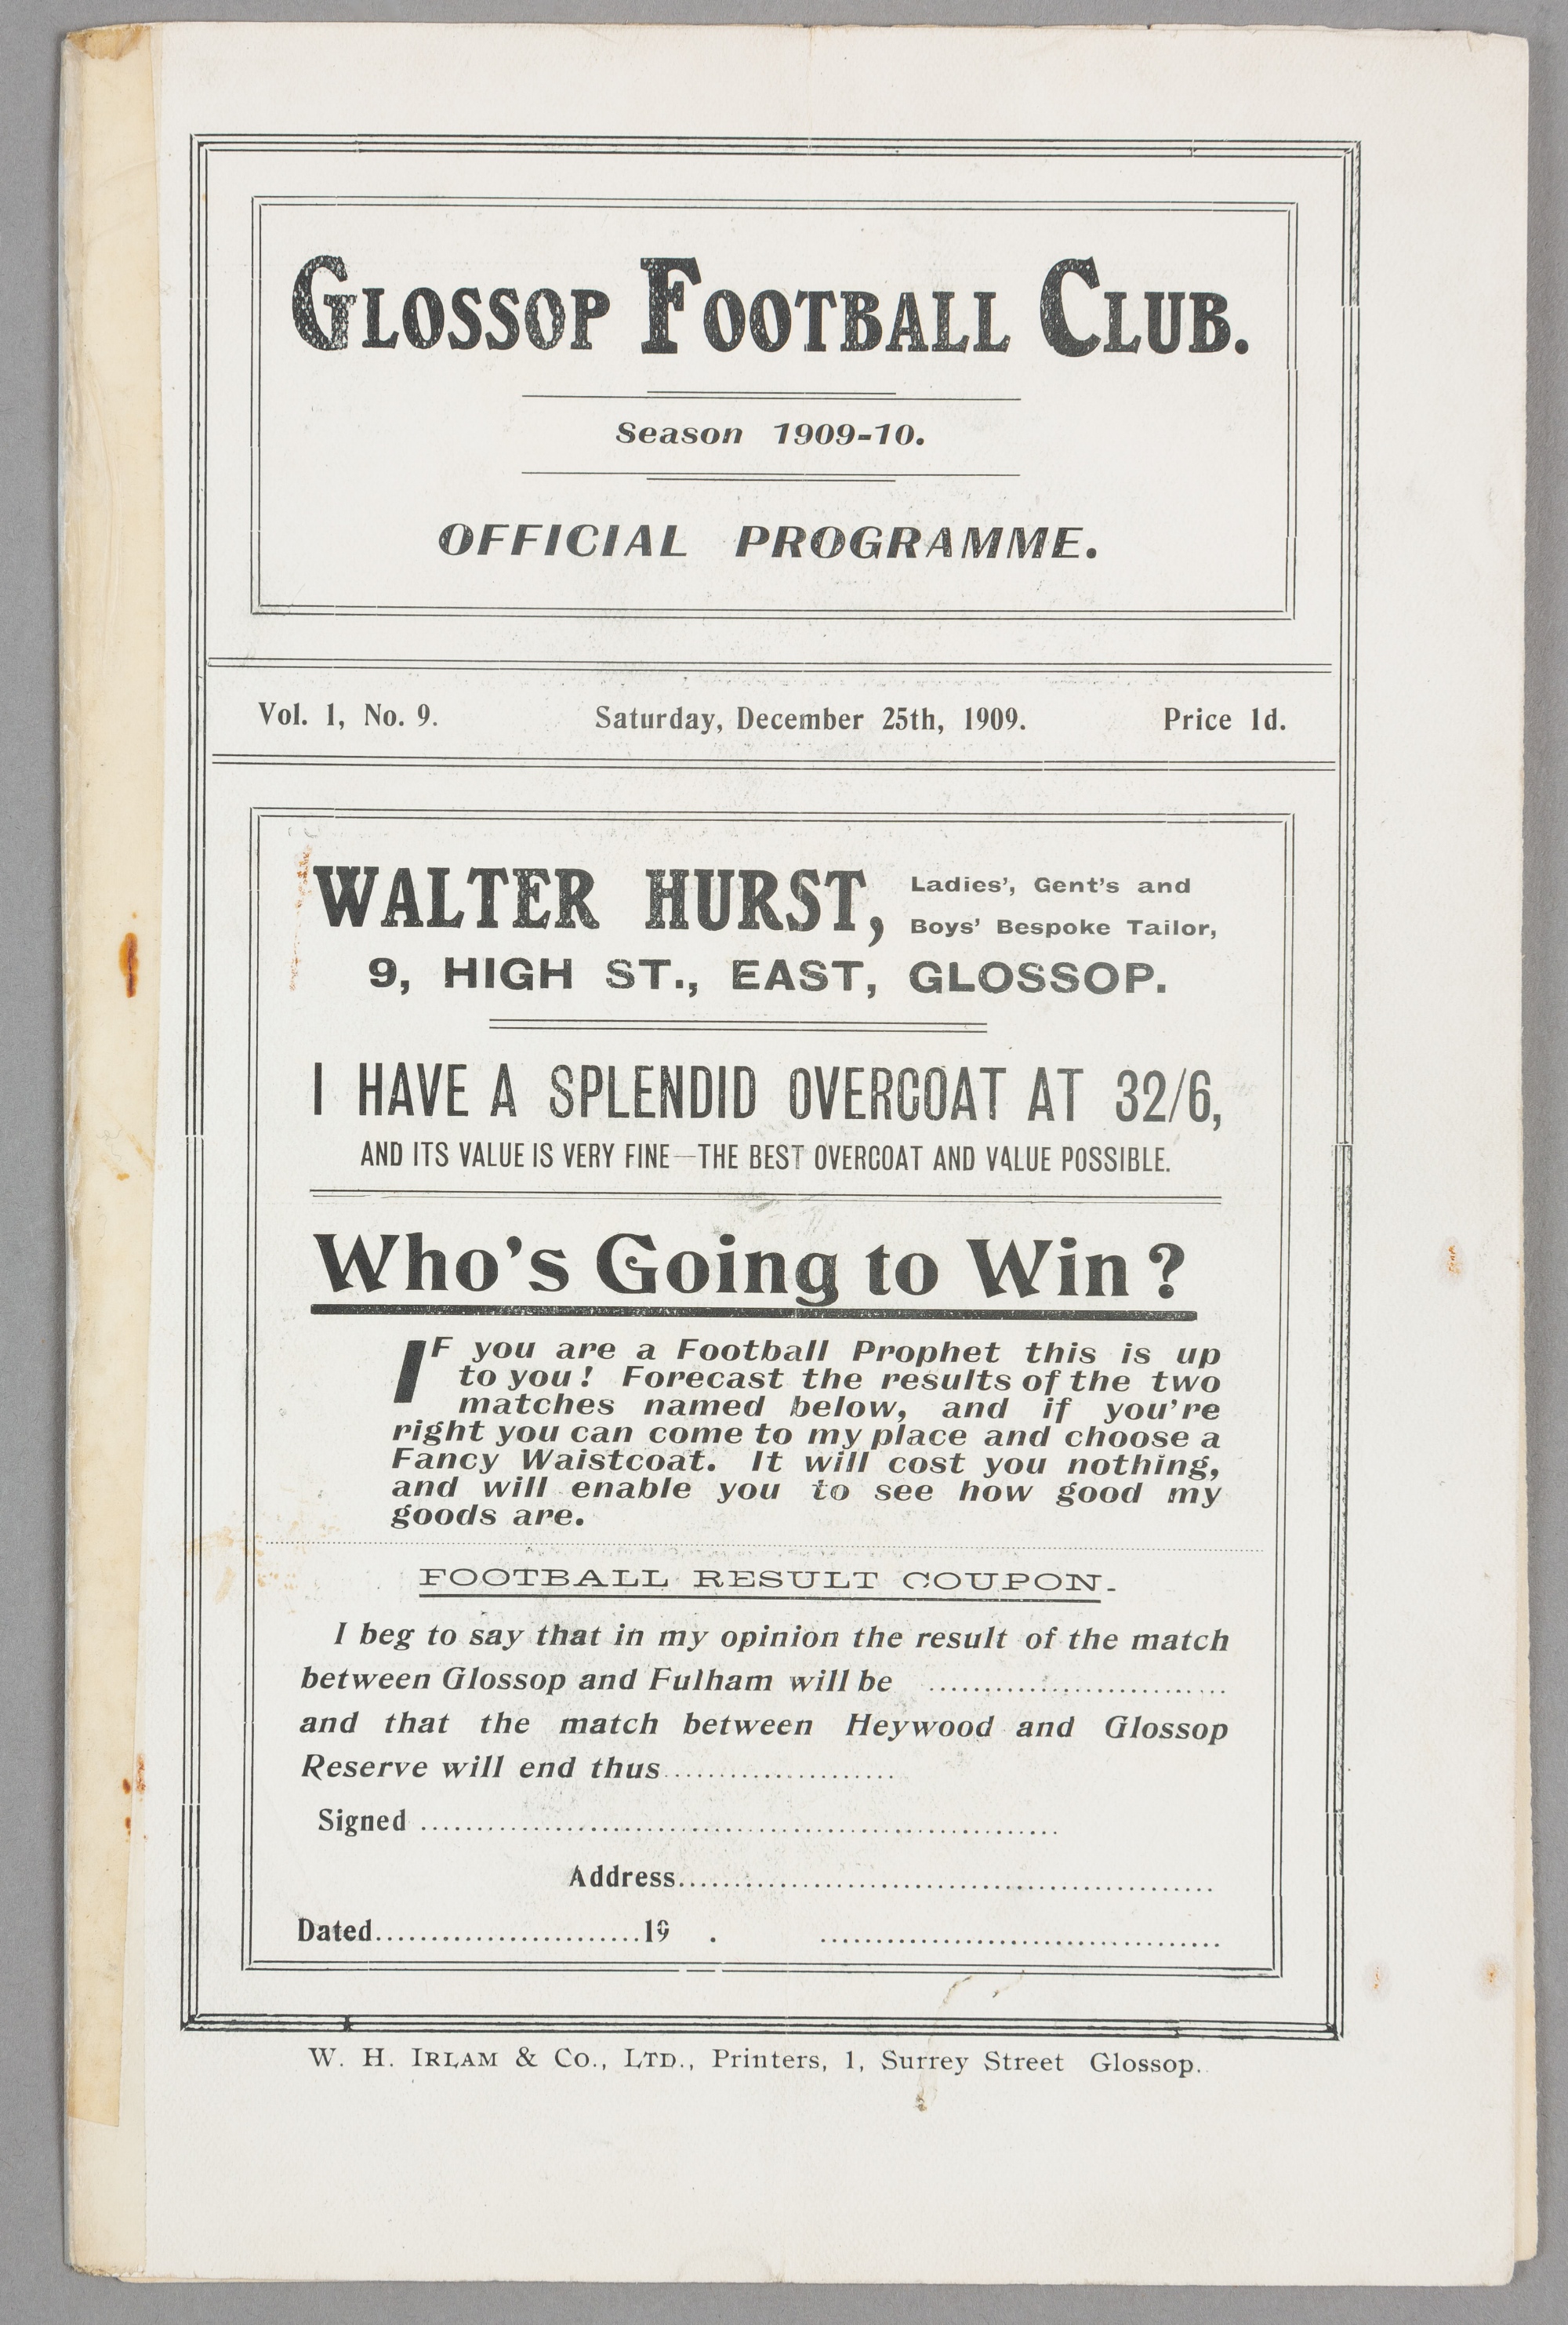 GLOSSOP FOOTBALL CLUB.
Season 1909-10.
OFFICIAL PROGRAMME.
Vol. 1, No. 9. Saturday, December 25th, 1909. Price 1d.
WALTER HURST, Ladies', Gent's and
Boys' Bespoke Tailor,
9, HIGH ST., EAST, GLOSSOP.
I HAVE A SPLENDID OVERCOAT AT 32/6,
AND ITS VALUE IS VERY FINE—THE BEST OVERCOAT AND VALUE POSSIBLE.
Who's Going to Win?
IF you are a Football Prophet this is up
to you! Forecast the results of the two
matches named below, and if you're
right you can come to my place and choose a
Fancy Waistcoat. It will cost you nothing,
and will enable you to see how good my
goods are.
FOOTBALL RESULT COUPON.
I beg to say that in my opinion the result of the match
between Glossop and Fulham will be ..........................
and that the match between Heywood and Glossop
Reserve will end thus.....................
Signed .........................................................
Address................................................
Dated........................19 . ....................................
W. H. IRLAM & CO., LTD., Printers, 1, Surrey Street Glossop.